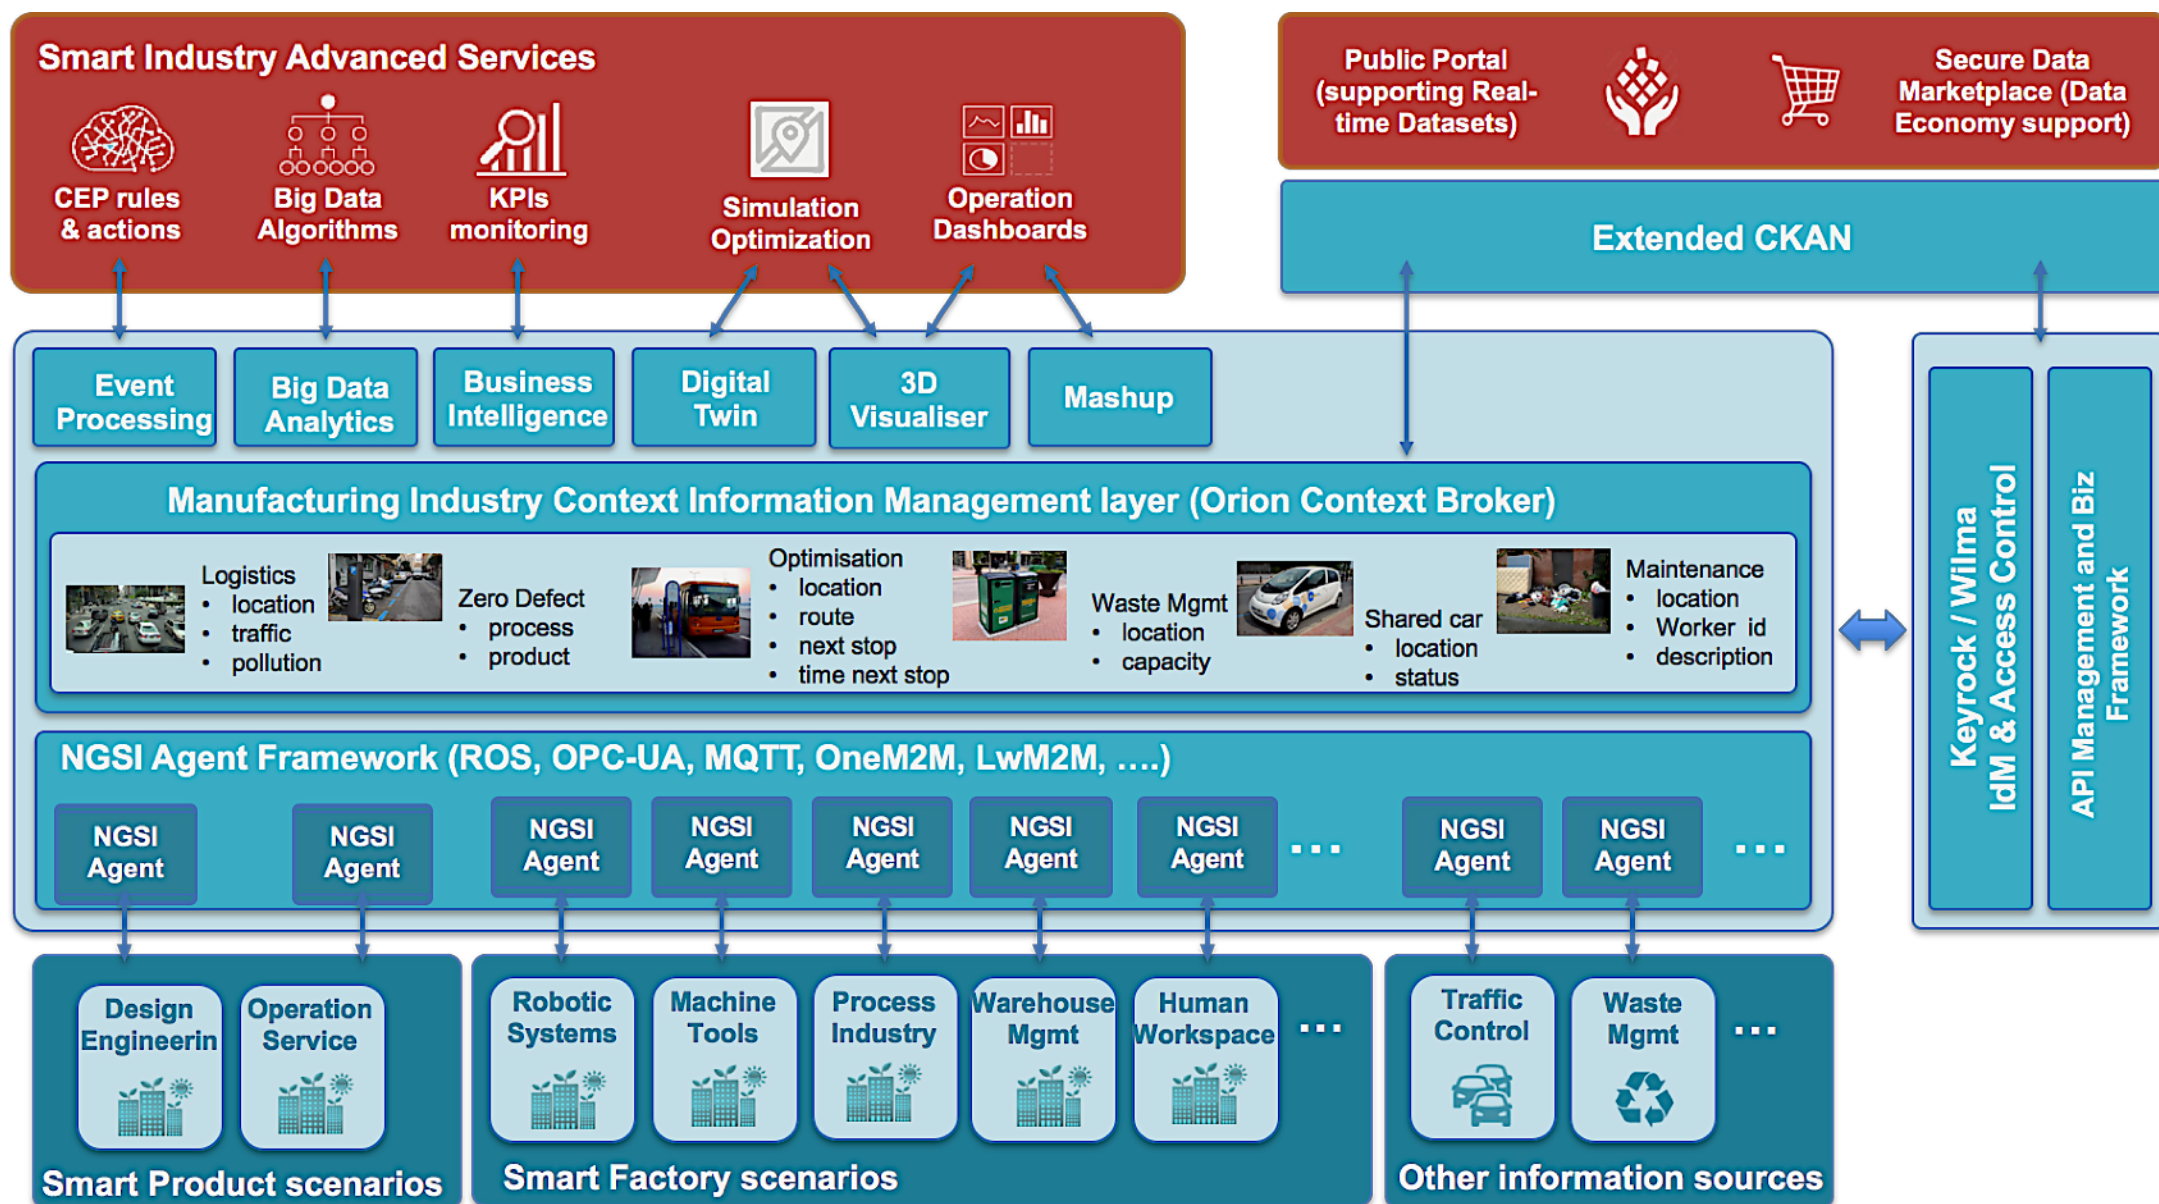 Smart Industry Advanced Services
CEP rules
& actions
Big Data
Algorithms
KPIs
monitoring
Simulation
Optimization
Operation
Dashboards
Public Portal
(supporting Real-
time Datasets)
Secure Data
Marketplace (Data
Economy support)
Extended CKAN
Event
Processing
Big Data
Analytics
Business
Intelligence
Digital
Twin
3D
Visualiser
Mashup
Manufacturing Industry Context Information Management layer (Orion Context Broker)
Logistics
• location
• traffic
• pollution
Zero Defect
• process
• product
Optimisation
• location
• route
• next stop
• time next stop
Waste Mgmt
• location
• capacity
Shared car
• location
• status
Maintenance
• location
• Worker id
• description
Keyrock / Wilma
IdM & Access Control
API Management and Biz
Framework
NGSI Agent Framework (ROS, OPC-UA, MQTT, OneM2M, LwM2M, ....)
NGSI
Agent
NGSI
Agent
NGSI
Agent
NGSI
Agent
NGSI
Agent
NGSI
Agent
NGSI
Agent
...
NGSI
Agent
NGSI
Agent
...
Design
Engineerin
Operation
Service
Smart Product scenarios
Robotic
Systems
Machine
Tools
Process
Industry
Warehouse
Mgmt
Human
Workspace
...
Smart Factory scenarios
Traffic
Control
Waste
Mgmt
...
Other information sources